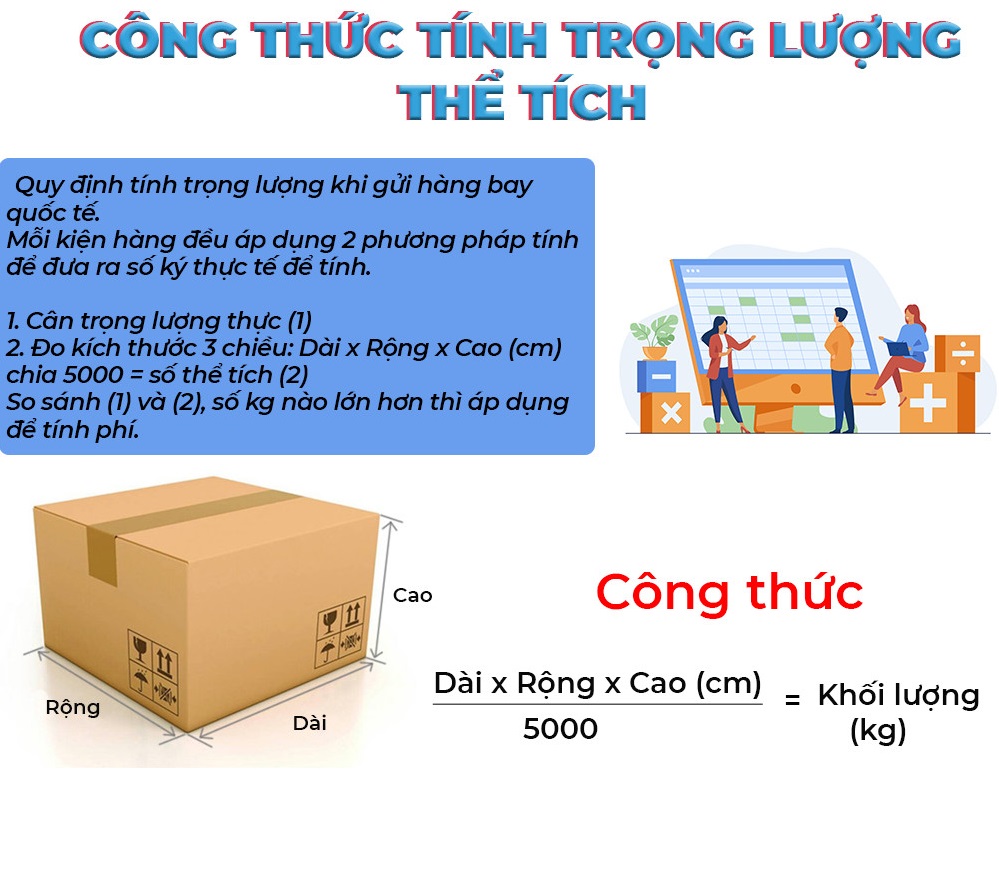 CÔNG THỨC TÍNH TRỌNG LƯỢNG
THỂ TÍCH
Quy định tính trọng lượng khi gửi hàng bay
quốc tế.
Mỗi kiện hàng đều áp dụng 2 phương pháp tính
để đưa ra số ký thực tế để tính.
1. Cân trọng lượng thực (1)
2. Đo kích thước 3 chiều: Dài x Rộng x Cao (cm)
chia 5000 = số thể tích (2)
So sánh (1) và (2), số kg nào lớn hơn thì áp dụng
để tính phí.
Cao
Rộng
Dài
Công thức
Dài x Rộng x Cao (cm)
5000
= Khối lượng
(kg)